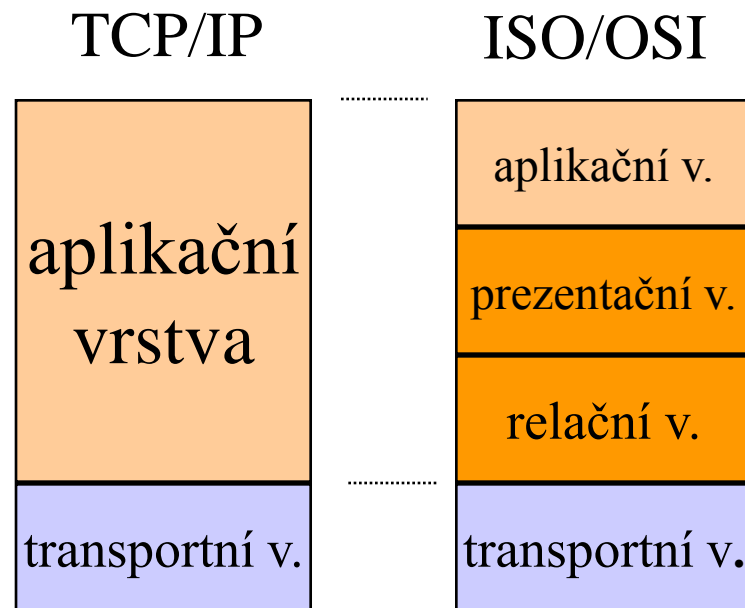 TCP/IP
ISO/OSI
aplikační
vrstva
transportní v.
aplikační v.
prezentační v.
relační v.
transportní v.